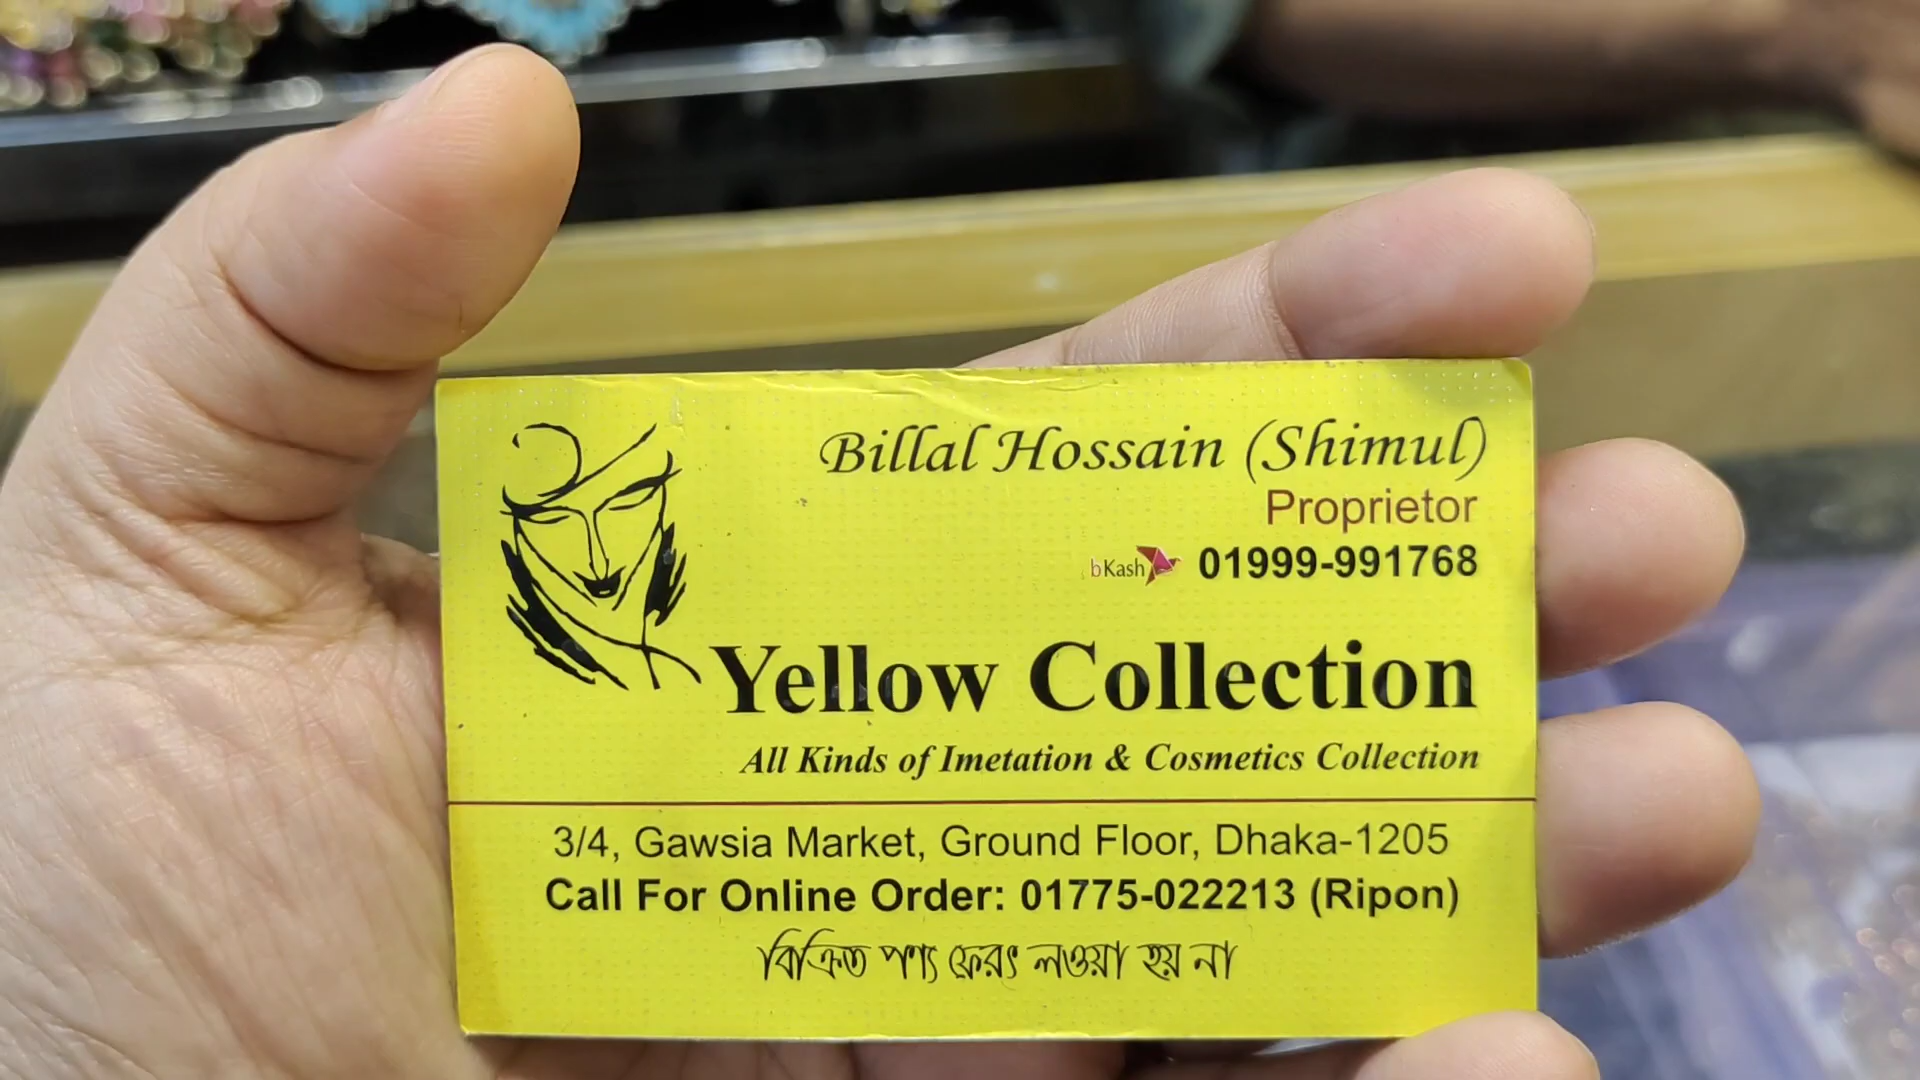 Billal Hossain (Shimul)
Proprietor
bKash 01999-991768
Yellow Collection
All Kinds of Imetation & Cosmetics Collection
3/4, Gawsia Market, Ground Floor, Dhaka-1205
Call For Online Order: 01775-022213 (Ripon)
বিক্রিত পণ্য ফেরৎ লওয়া হয় না